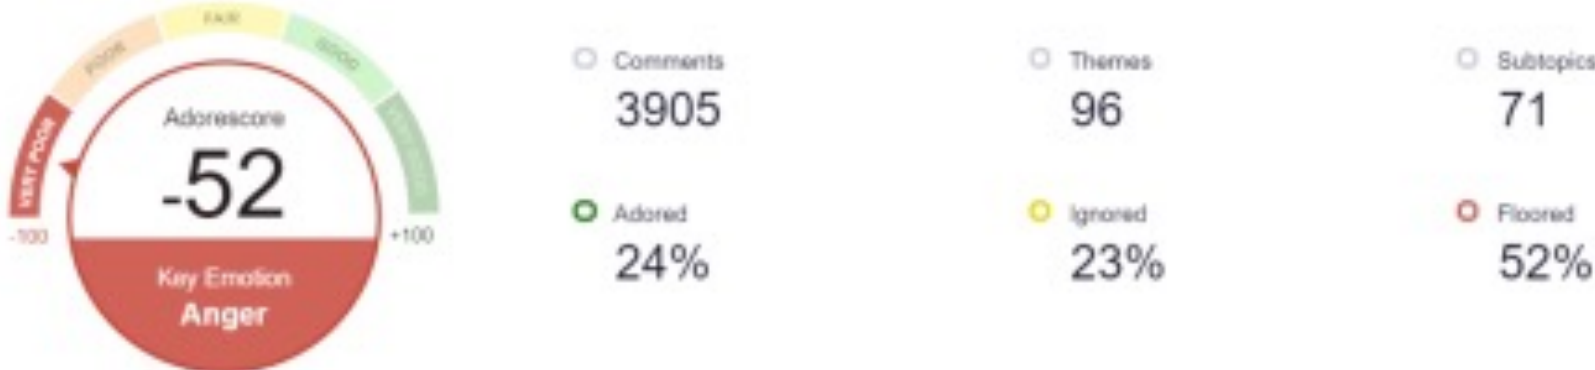 FAIR
POOR
GOOD
VERT POOR
Adorescore
-52
-100
+100
Key Emotion
Anger
Comments
3905
Themes
96
Subtopics
71
Adored
24%
Ignored
23%
Floored
52%